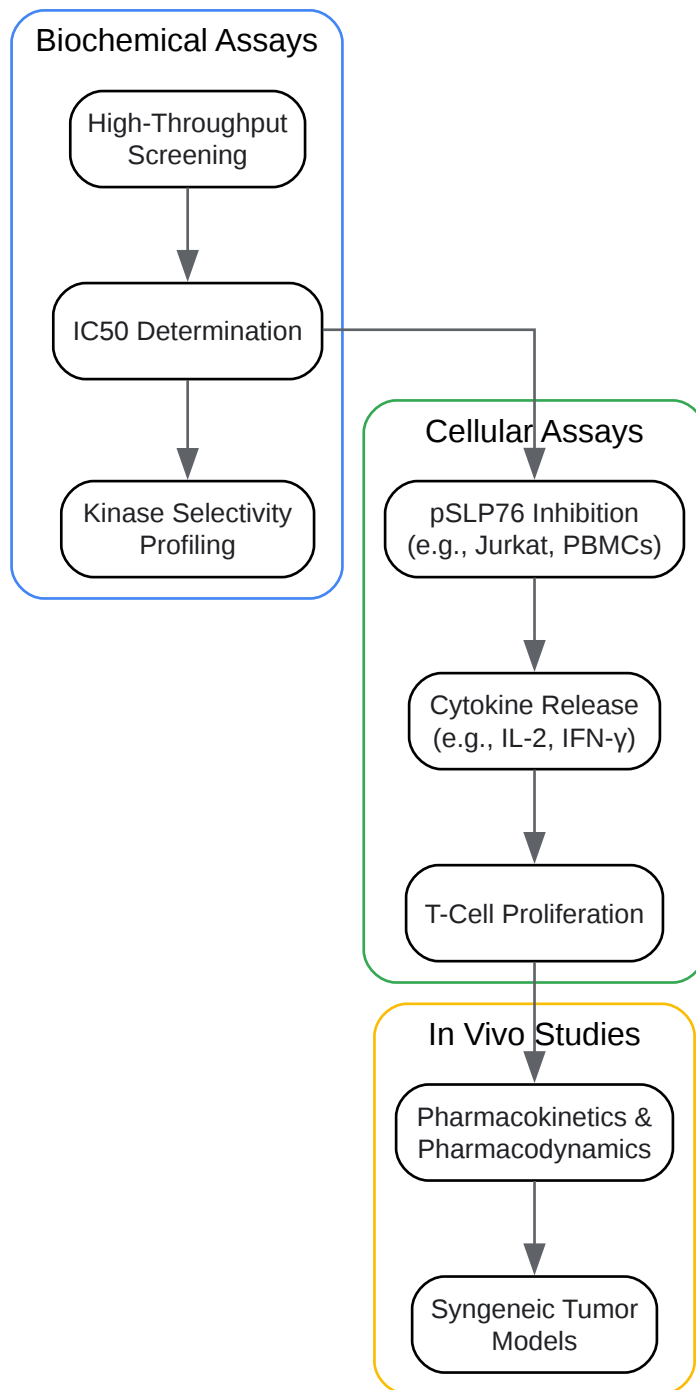 Biochemical Assays
High-Throughput
Screening
IC50 Determination
Kinase Selectivity
Profiling
Cellular Assays
pSLP76 Inhibition
(e.g., Jurkat, PBMCs)
Cytokine Release
(e.g., IL-2, IFN-γ)
T-Cell Proliferation
In Vivo Studies
Pharmacokinetics &
Pharmacodynamics
Syngeneic Tumor
Models